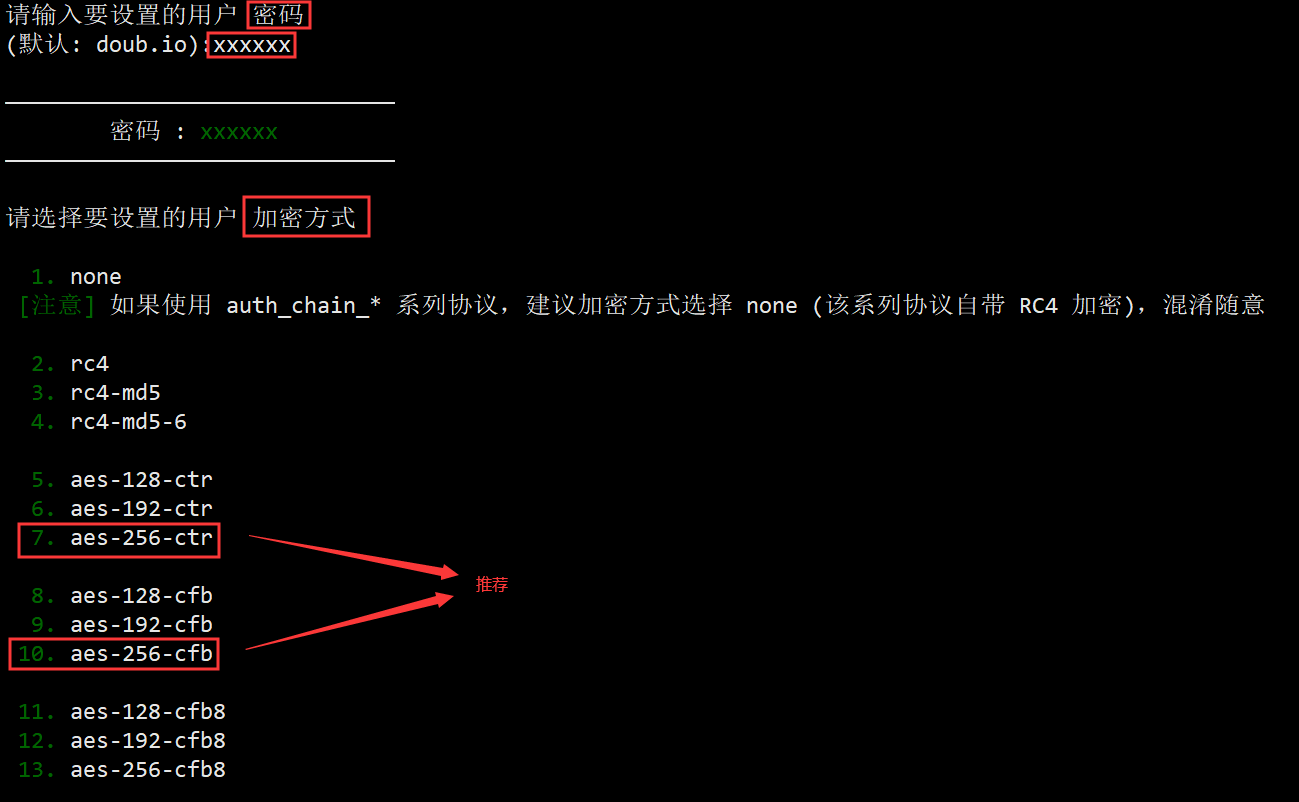 请输入要设置的用户 密码
(默认: doub.io):xxxxxx
密码 : xxxxxx
请选择要设置的用户 加密方式
1. none
[注意] 如果使用 auth_chain_* 系列协议，建议加密方式选择 none (该系列协议自带 RC4 加密)，混淆随意
2. rc4
3. rc4-md5
4. rc4-md5-6
5. aes-128-ctr
6. aes-192-ctr
7. aes-256-ctr
推荐
8. aes-128-cfb
9. aes-192-cfb
10. aes-256-cfb
11. aes-128-cfb8
12. aes-192-cfb8
13. aes-256-cfb8